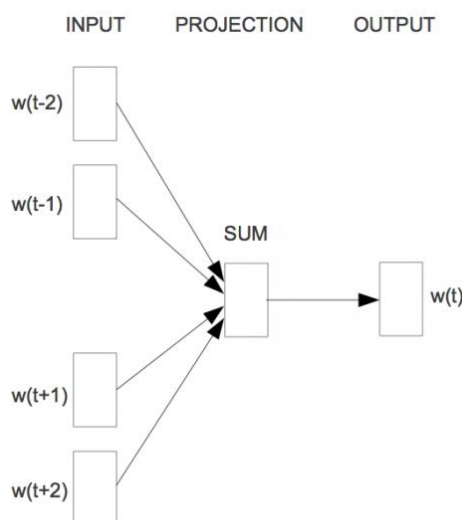 INPUT PROJECTION OUTPUT
w(t-2)
w(t-1)
SUM
w(t)
w(t+1)
w(t+2)